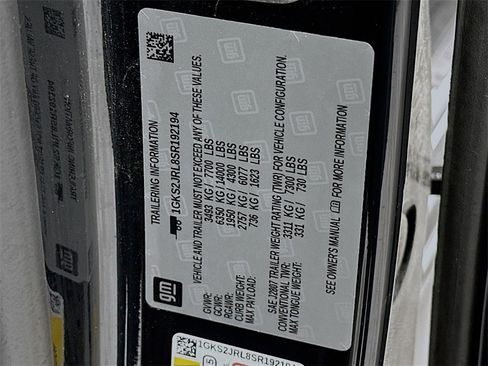 gm
TRAILERING INFORMATION
1GKS2JRL8SR192194
VEHICLE AND TRAILER MUST NOT EXCEED ANY OF THESE VALUES.
GVWR: 3493 KG / 7700 LBS
GCWR: 6350 KG / 14000 LBS
RGAWR: 1950 KG / 4300 LBS
CURB WEIGHT: 2757 KG / 6077 LBS
MAX PAYLOAD: 736 KG / 1623 LBS
SAE J2807 TRAILER WEIGHT RATING (TWR) FOR VEHICLE CONFIGURATION.
CONVENTIONAL TWR: 3311 KG / 7300 LBS
MAX TONGUE WEIGHT: 331 KG / 730 LBS
SEE OWNER'S MANUAL FOR MORE INFORMATION
gm
1GKS2JRL8SR192194